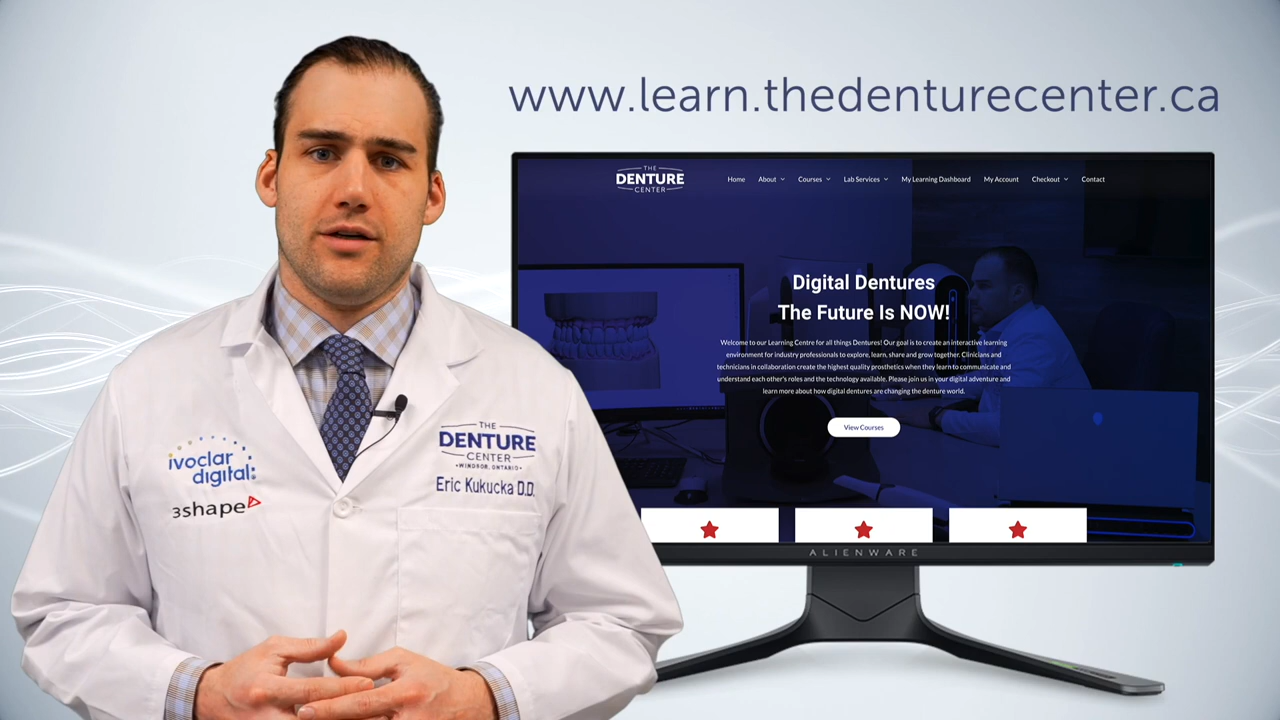 www.learn.thedenturecenter.ca
THE
DENTURE
CENTER
Home About Courses Lab Services My Learning Dashboard My Account Checkout Contact
Digital Dentures
The Future Is NOW!
Welcome to our Learning Centre for all things Dentures! Our goal is to create an interactive learning
environment for industry professionals to explore, learn, share and grow together. Clinicians and
technicians in collaboration create the highest quality prosthetics when they learn to communicate and
understand each other's roles and the technology available. Please join us in your digital adventure and
learn more about how digital dentures are changing the denture world.
View Courses
ALIENWARE
ivoclar
digital:
3shape
THE
DENTURE
CENTER
•WINDSOR, ONTARIO•
Eric Kukucka D.D.